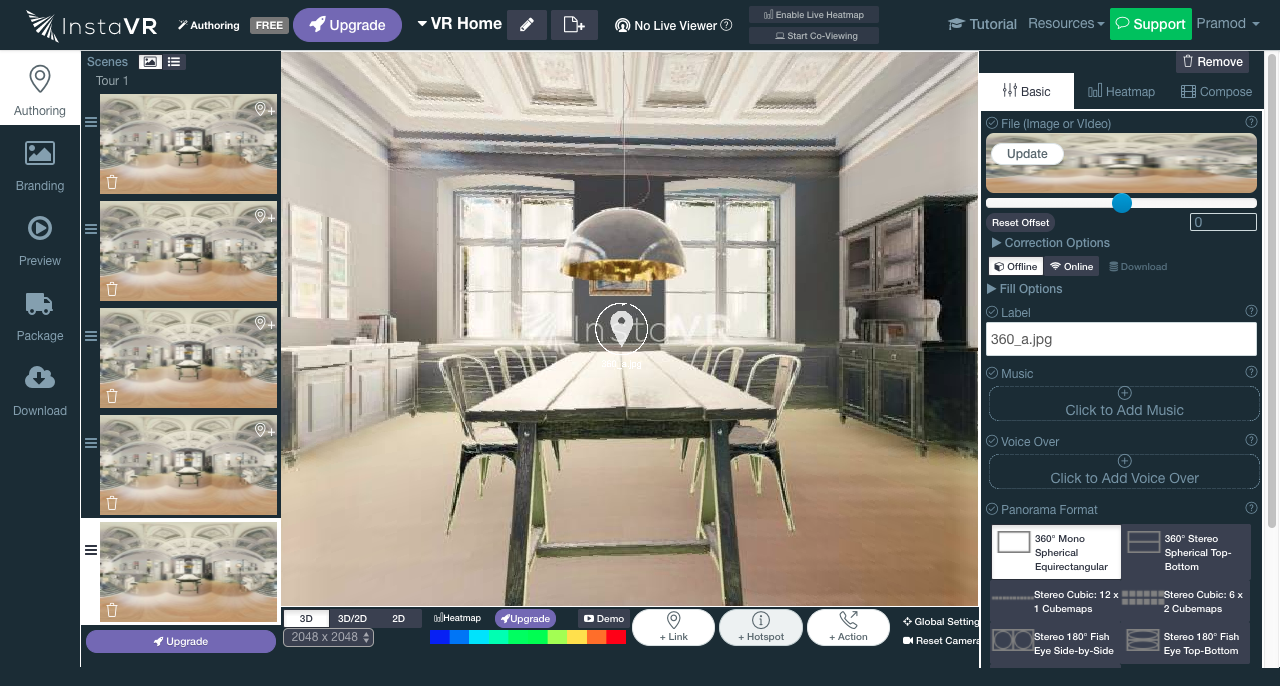 InstaVR
Authoring
FREE
Upgrade
VR Home
No Live Viewer
Enable Live Heatmap
Start Co-Viewing
Tutorial
Resources
Support
Pramod
Authoring
Branding
Preview
Package
Download
Scenes
Tour 1
Upgrade
InstaVR
360_a.jpg
3D
3D/2D
2D
2048 x 2048
Heatmap
Upgrade
Demo
+ Link
+ Hotspot
+ Action
Global Setting
Reset Camera
Remove
Basic
Heatmap
Compose
File (Image or VIdeo)
Update
Reset Offset
0
Correction Options
Offline
Online
Download
Fill Options
Label
360_a.jpg
Music
Click to Add Music
Voice Over
Click to Add Voice Over
Panorama Format
360° Mono
Spherical
Equirectangular
360° Stereo
Spherical Top-
Bottom
Stereo Cubic: 12 x
1 Cubemaps
Stereo Cubic: 6 x
2 Cubemaps
Stereo 180° Fish
Eye Side-by-Side
Stereo 180° Fish
Eye Top-Bottom